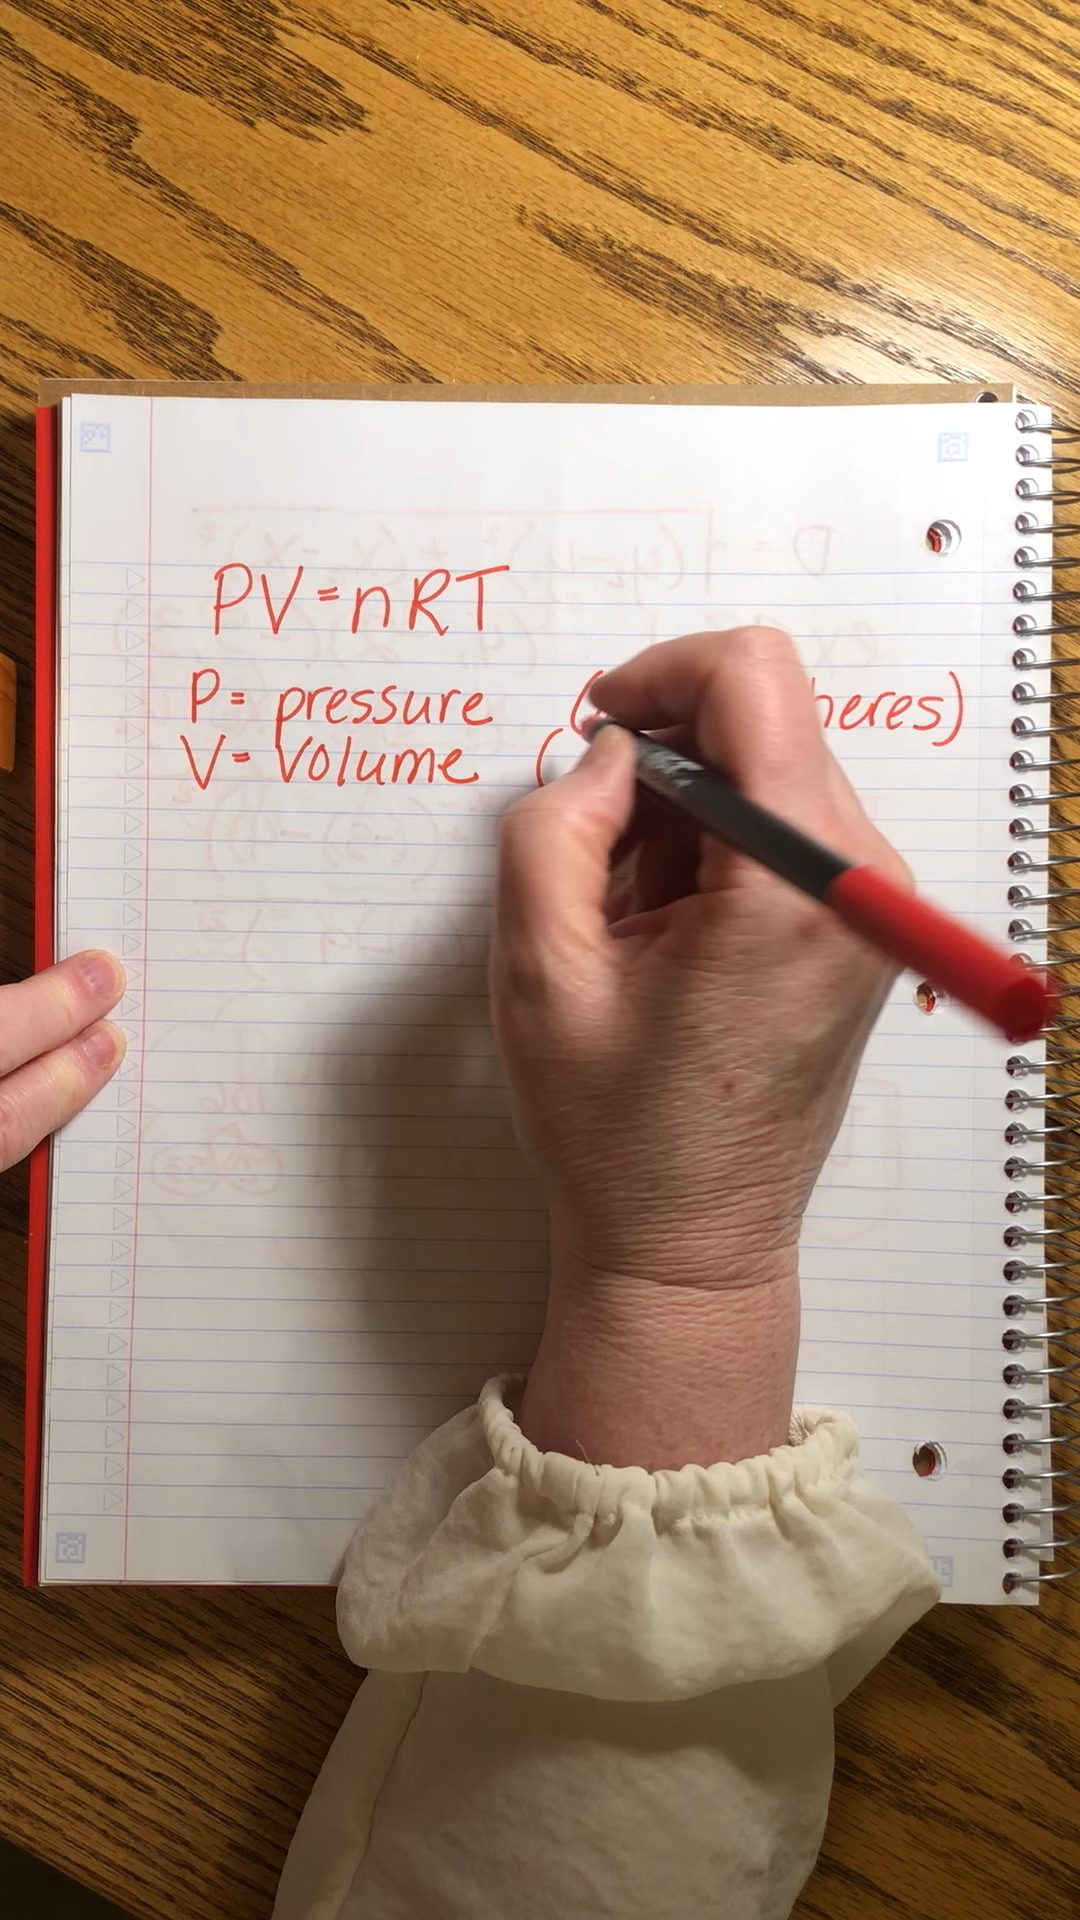 PV=nRT
P= pressure (
V= Volume (